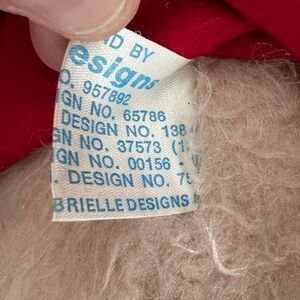 D BY
esigns
O. 957892
GN NO. 65786
DESIGN NO. 138
GN NO. 37573 (1
GN NO. 00156 -
DESIGN NO. 75
BRIELLE DESIGNS